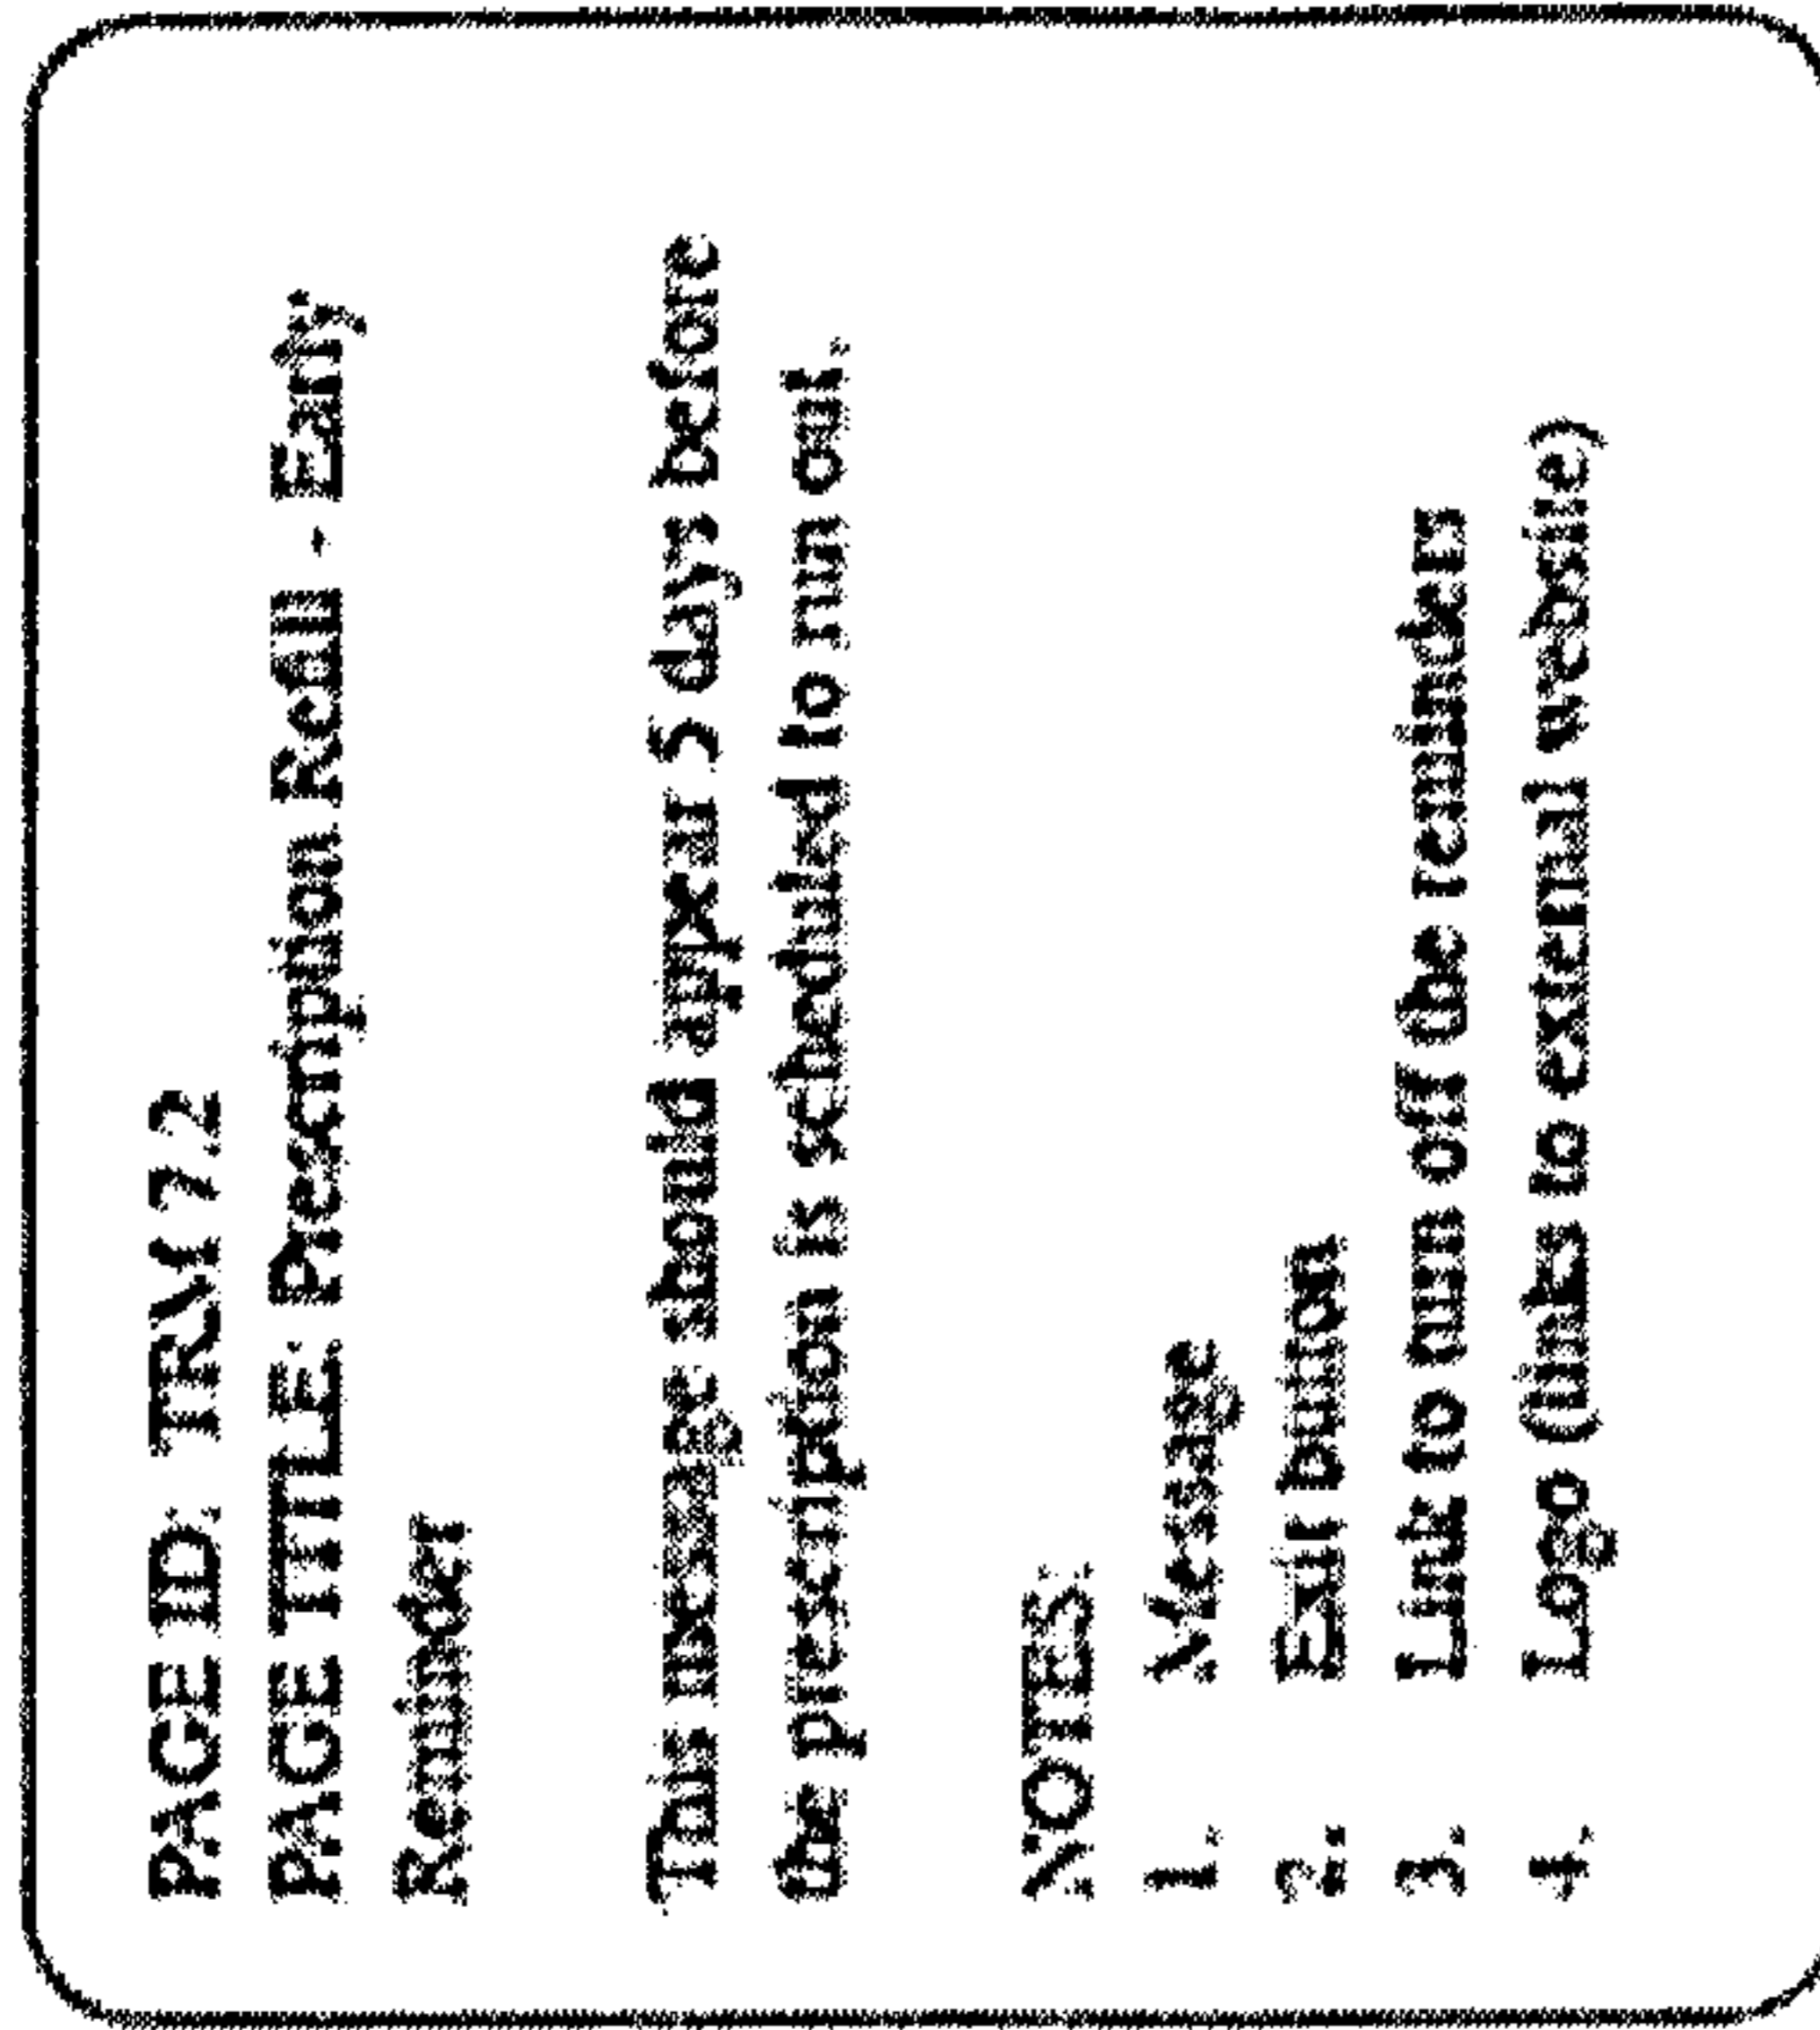 PAGE ID: TRM 7.2
PAGE TITLE: Prescription Refill - Early
Reminder
This message should appear 5 days before
the prescription is scheduled to run out.
NOTES:
1. Message
2. Exit button
3. Link to turn off the reminders
4. Logo (links to external website)